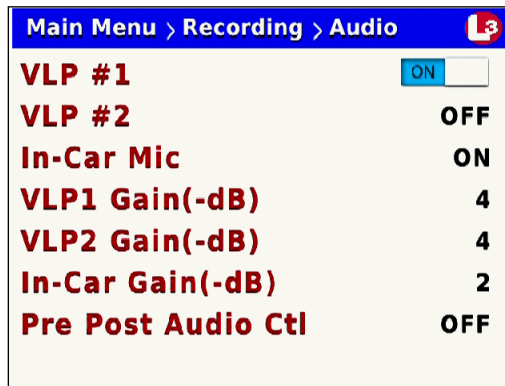 Main Menu > Recording > Audio L3
VLP #1 ON
VLP #2 OFF
In-Car Mic ON
VLP1 Gain(-dB) 4
VLP2 Gain(-dB) 4
In-Car Gain(-dB) 2
Pre Post Audio Ctl OFF